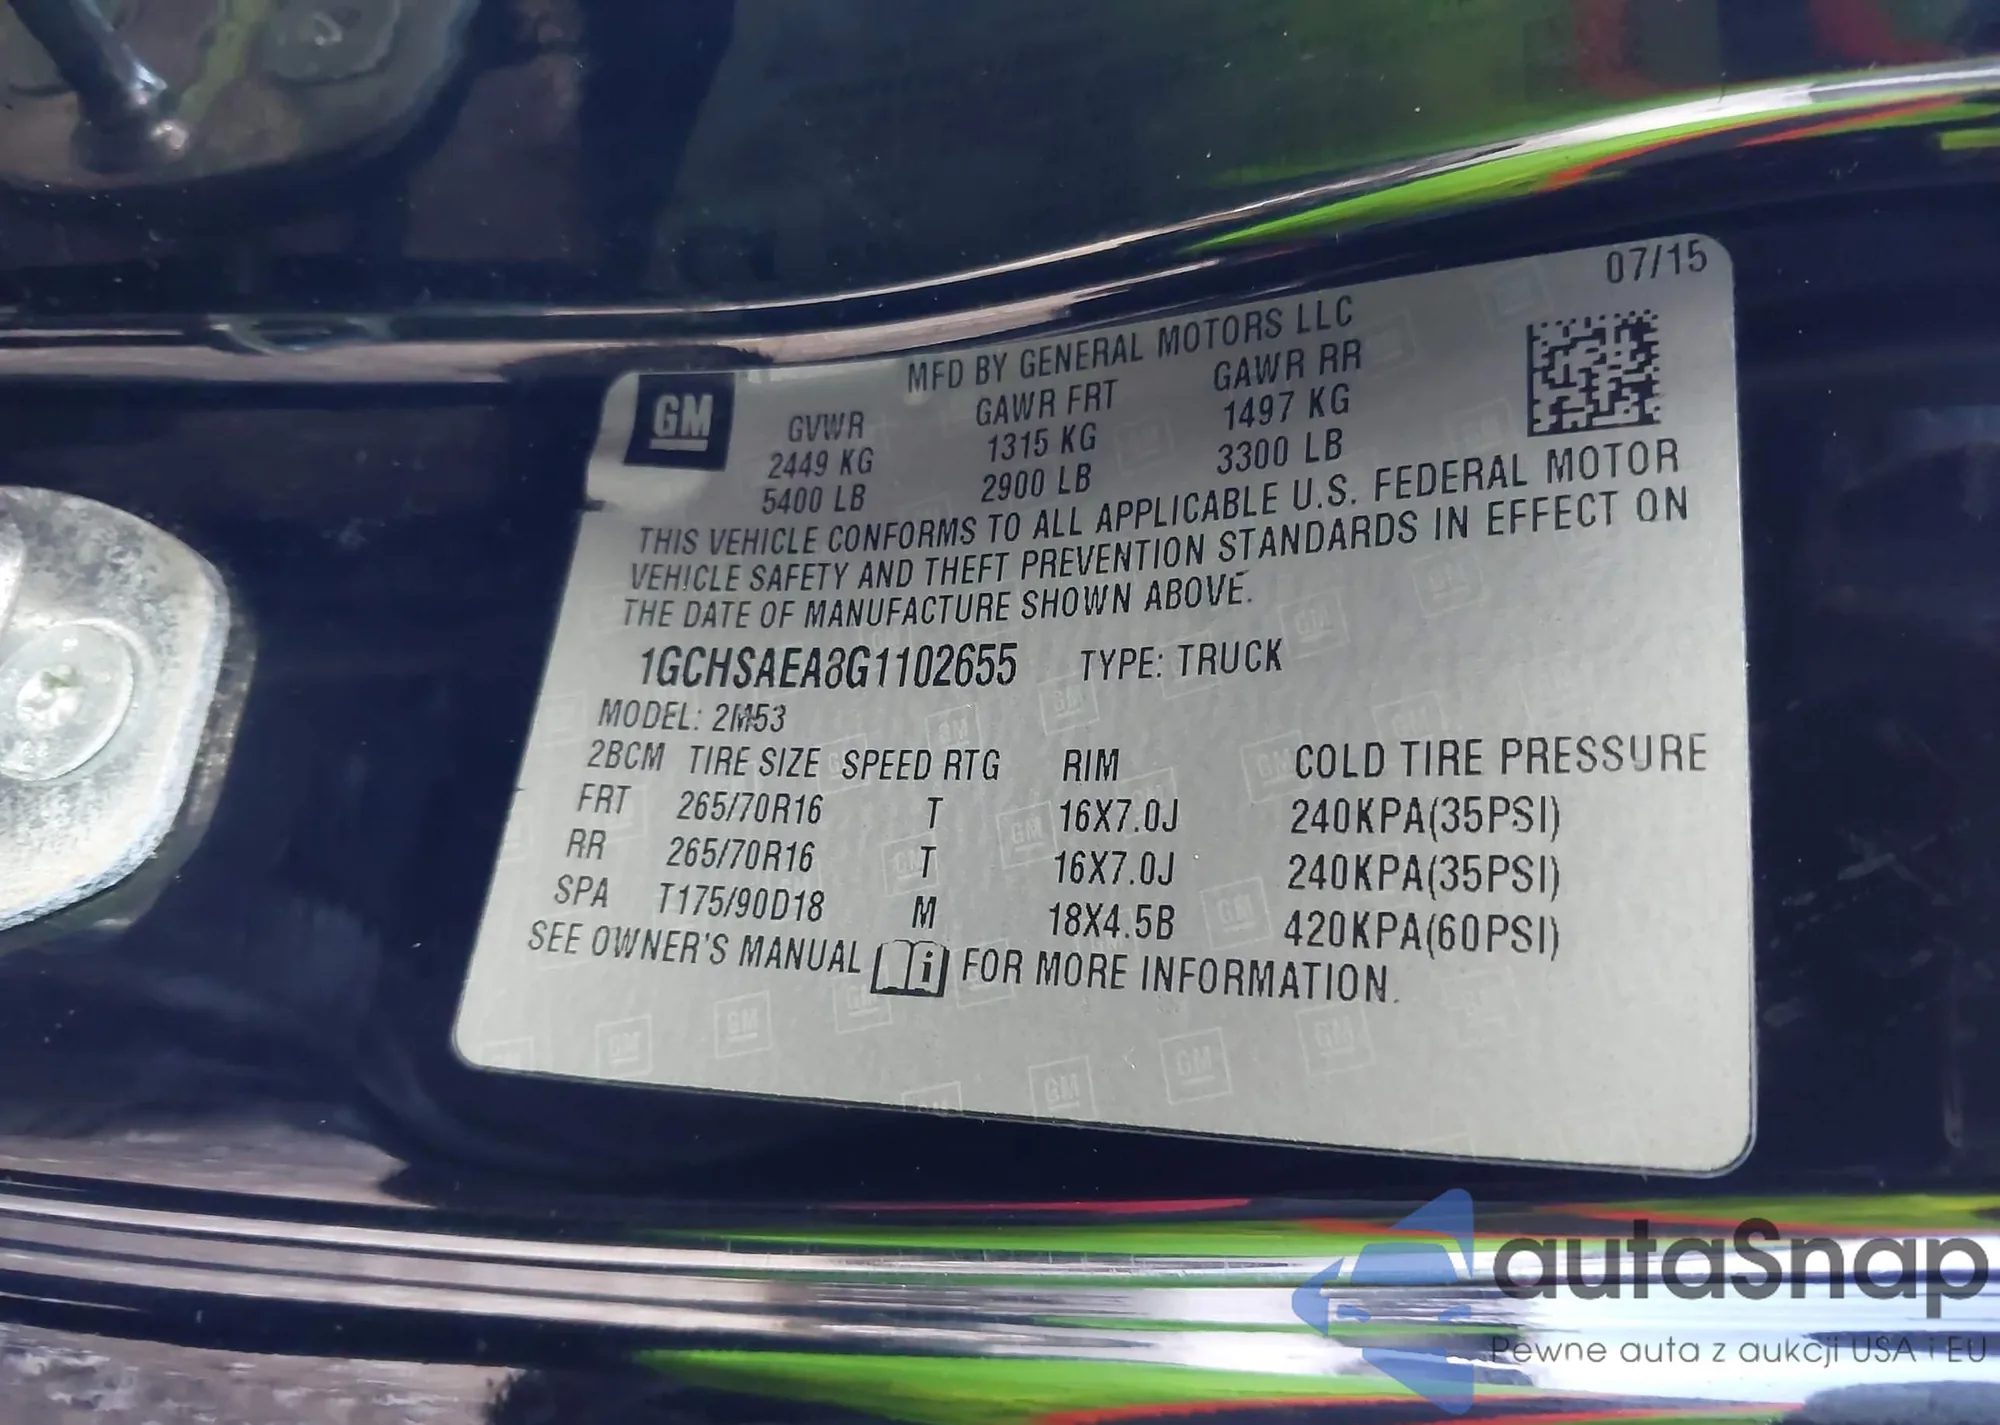 07/15
MFD BY GENERAL MOTORS LLC
GM
GVWR GAWR FRT GAWR RR
2449 KG 1315 KG 1497 KG
5400 LB 2900 LB 3300 LB
THIS VEHICLE CONFORMS TO ALL APPLICABLE U.S. FEDERAL MOTOR
VEHICLE SAFETY AND THEFT PREVENTION STANDARDS IN EFFECT ON
THE DATE OF MANUFACTURE SHOWN ABOVE.
1GCHSAEA8G1102655 TYPE: TRUCK
MODEL: 2M53
2BCM TIRE SIZE SPEED RTG RIM COLD TIRE PRESSURE
FRT 265/70R16 T 16X7.0J 240KPA(35PSI)
RR 265/70R16 T 16X7.0J 240KPA(35PSI)
SPA T175/90D18 M 18X4.5B 420KPA(60PSI)
SEE OWNER'S MANUAL i FOR MORE INFORMATION.
autaSnap
Pewne auta z aukcji USA i EU